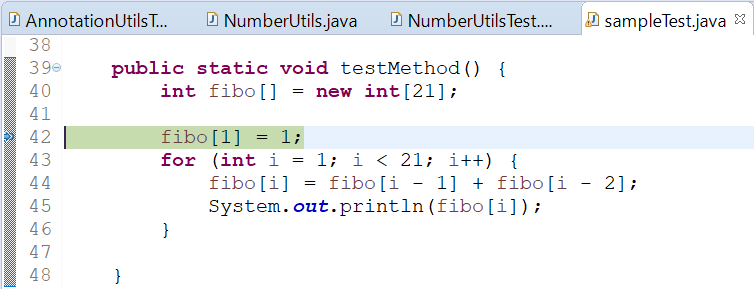 AnnotationUtilsT... NumberUtils.java NumberUtilsTest.... sampleTest.java
38
39 public static void testMethod() {
40 int fibo[] = new int[21];
41
42 fibo[1] = 1;
43 for (int i = 1; i < 21; i++) {
44 fibo[i] = fibo[i - 1] + fibo[i - 2];
45 System.out.println(fibo[i]);
46 }
47
48 }